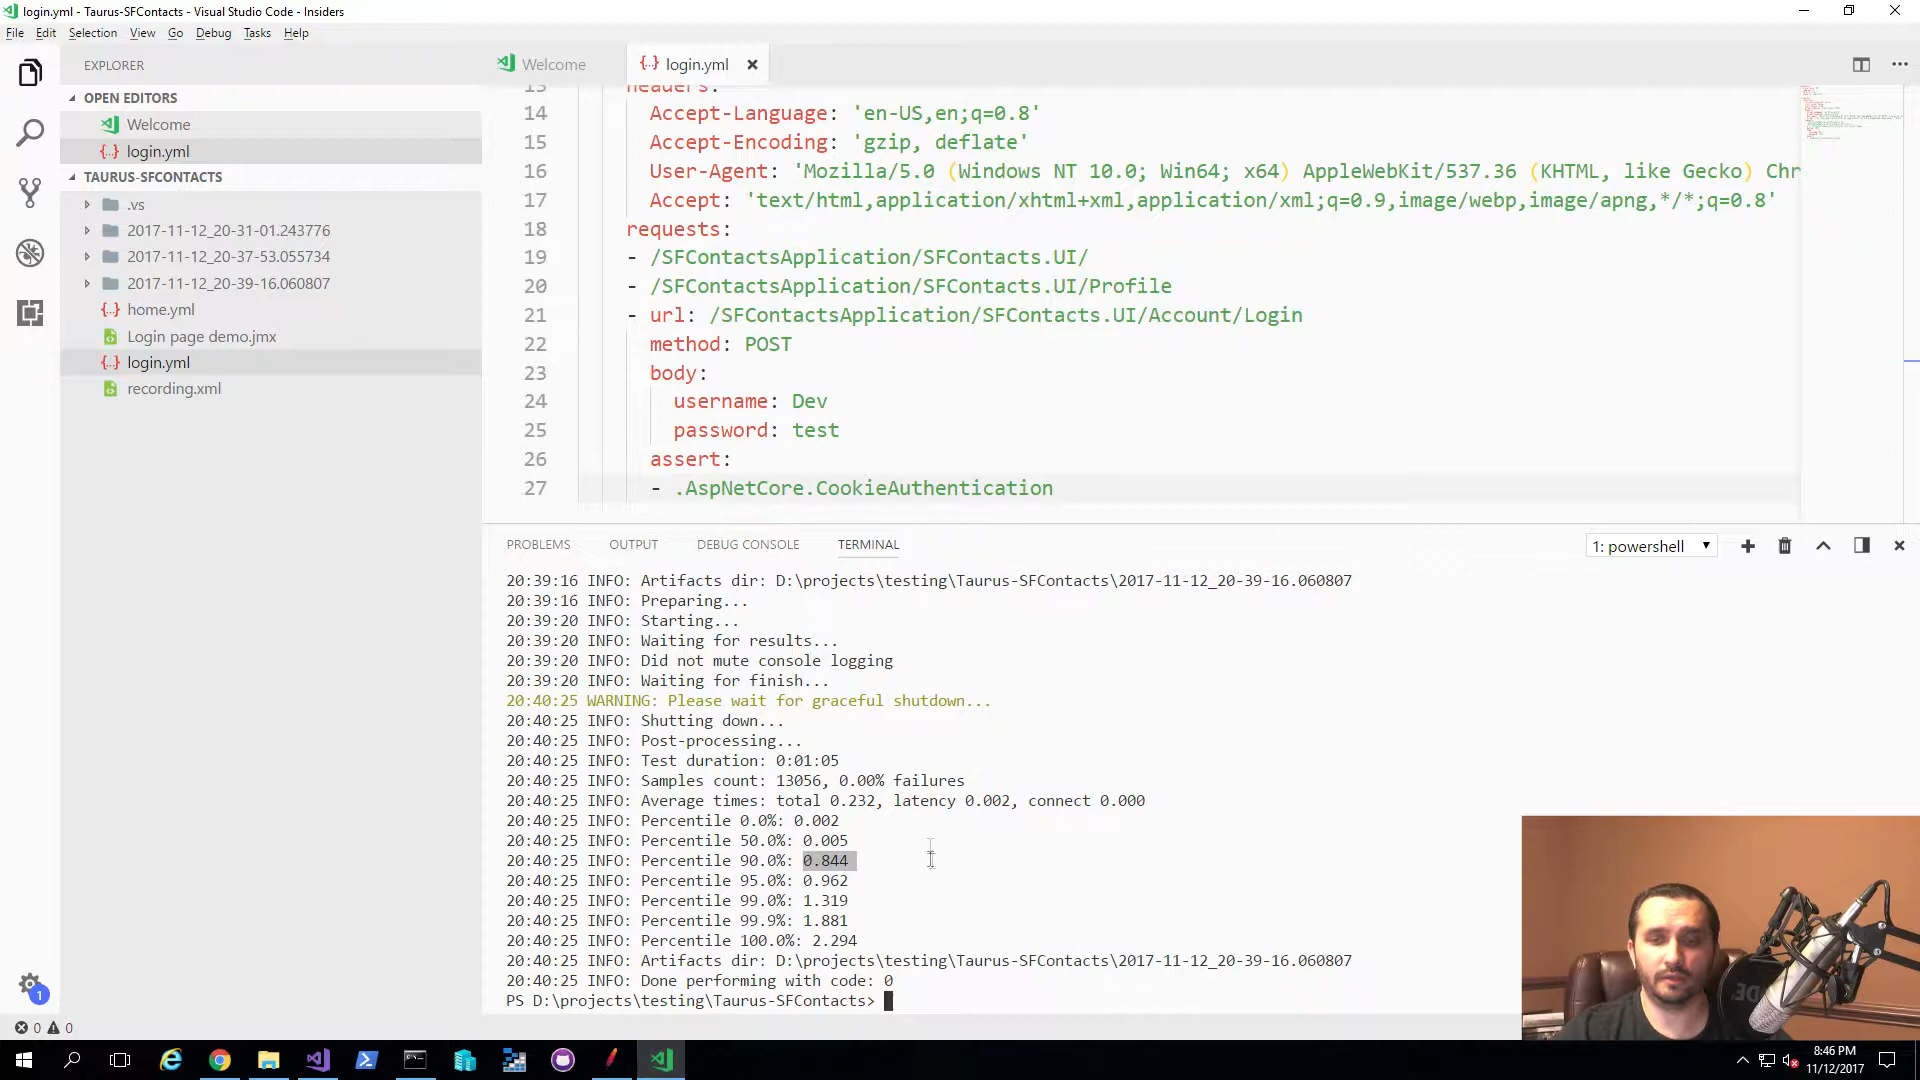 login.yml - Taurus-SFContacts - Visual Studio Code - Insiders
File Edit Selection View Go Debug Tasks Help
EXPLORER
OPEN EDITORS
Welcome
login.yml
TAURUS-SFCONTACTS
.vs
2017-11-12_20-31-01.243776
2017-11-12_20-37-53.055734
2017-11-12_20-39-16.060807
home.yml
Login page demo.jmx
login.yml
recording.xml
1
Welcome login.yml
13 headers:
14 Accept-Language: 'en-US,en;q=0.8'
15 Accept-Encoding: 'gzip, deflate'
16 User-Agent: 'Mozilla/5.0 (Windows NT 10.0; Win64; x64) AppleWebKit/537.36 (KHTML, like Gecko) Chr
17 Accept: 'text/html,application/xhtml+xml,application/xml;q=0.9,image/webp,image/apng,*/*;q=0.8'
18 requests:
19 - /SFContactsApplication/SFContacts.UI/
20 - /SFContactsApplication/SFContacts.UI/Profile
21 - url: /SFContactsApplication/SFContacts.UI/Account/Login
22 method: POST
23 body:
24 username: Dev
25 password: test
26 assert:
27 - .AspNetCore.CookieAuthentication
PROBLEMS OUTPUT DEBUG CONSOLE TERMINAL 1: powershell
20:39:16 INFO: Artifacts dir: D:\projects\testing\Taurus-SFContacts\2017-11-12_20-39-16.060807
20:39:16 INFO: Preparing...
20:39:20 INFO: Starting...
20:39:20 INFO: Waiting for results...
20:39:20 INFO: Did not mute console logging
20:39:20 INFO: Waiting for finish...
20:40:25 WARNING: Please wait for graceful shutdown...
20:40:25 INFO: Shutting down...
20:40:25 INFO: Post-processing...
20:40:25 INFO: Test duration: 0:01:05
20:40:25 INFO: Samples count: 13056, 0.00% failures
20:40:25 INFO: Average times: total 0.232, latency 0.002, connect 0.000
20:40:25 INFO: Percentile 0.0%: 0.002
20:40:25 INFO: Percentile 50.0%: 0.005
20:40:25 INFO: Percentile 90.0%: 0.844
20:40:25 INFO: Percentile 95.0%: 0.962
20:40:25 INFO: Percentile 99.0%: 1.319
20:40:25 INFO: Percentile 99.9%: 1.881
20:40:25 INFO: Percentile 100.0%: 2.294
20:40:25 INFO: Artifacts dir: D:\projects\testing\Taurus-SFContacts\2017-11-12_20-39-16.060807
20:40:25 INFO: Done performing with code: 0
PS D:\projects\testing\Taurus-SFContacts>
0 0
8:46 PM
11/12/2017